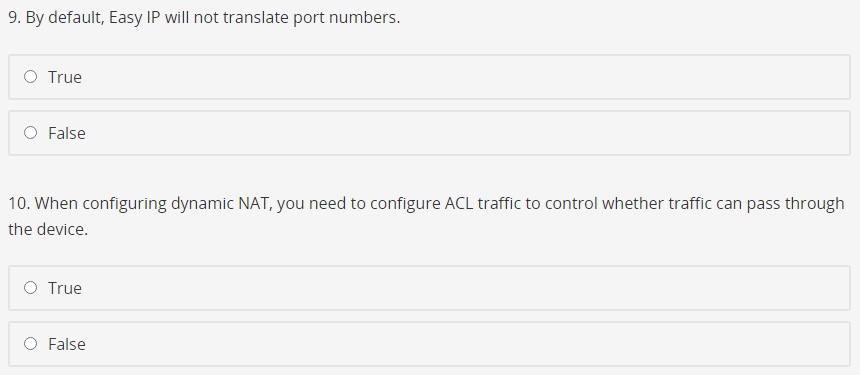 9. By default, Easy IP will not translate port numbers.
True
False
10. When configuring dynamic NAT, you need to configure ACL traffic to control whether traffic can pass through
the device.
True
False